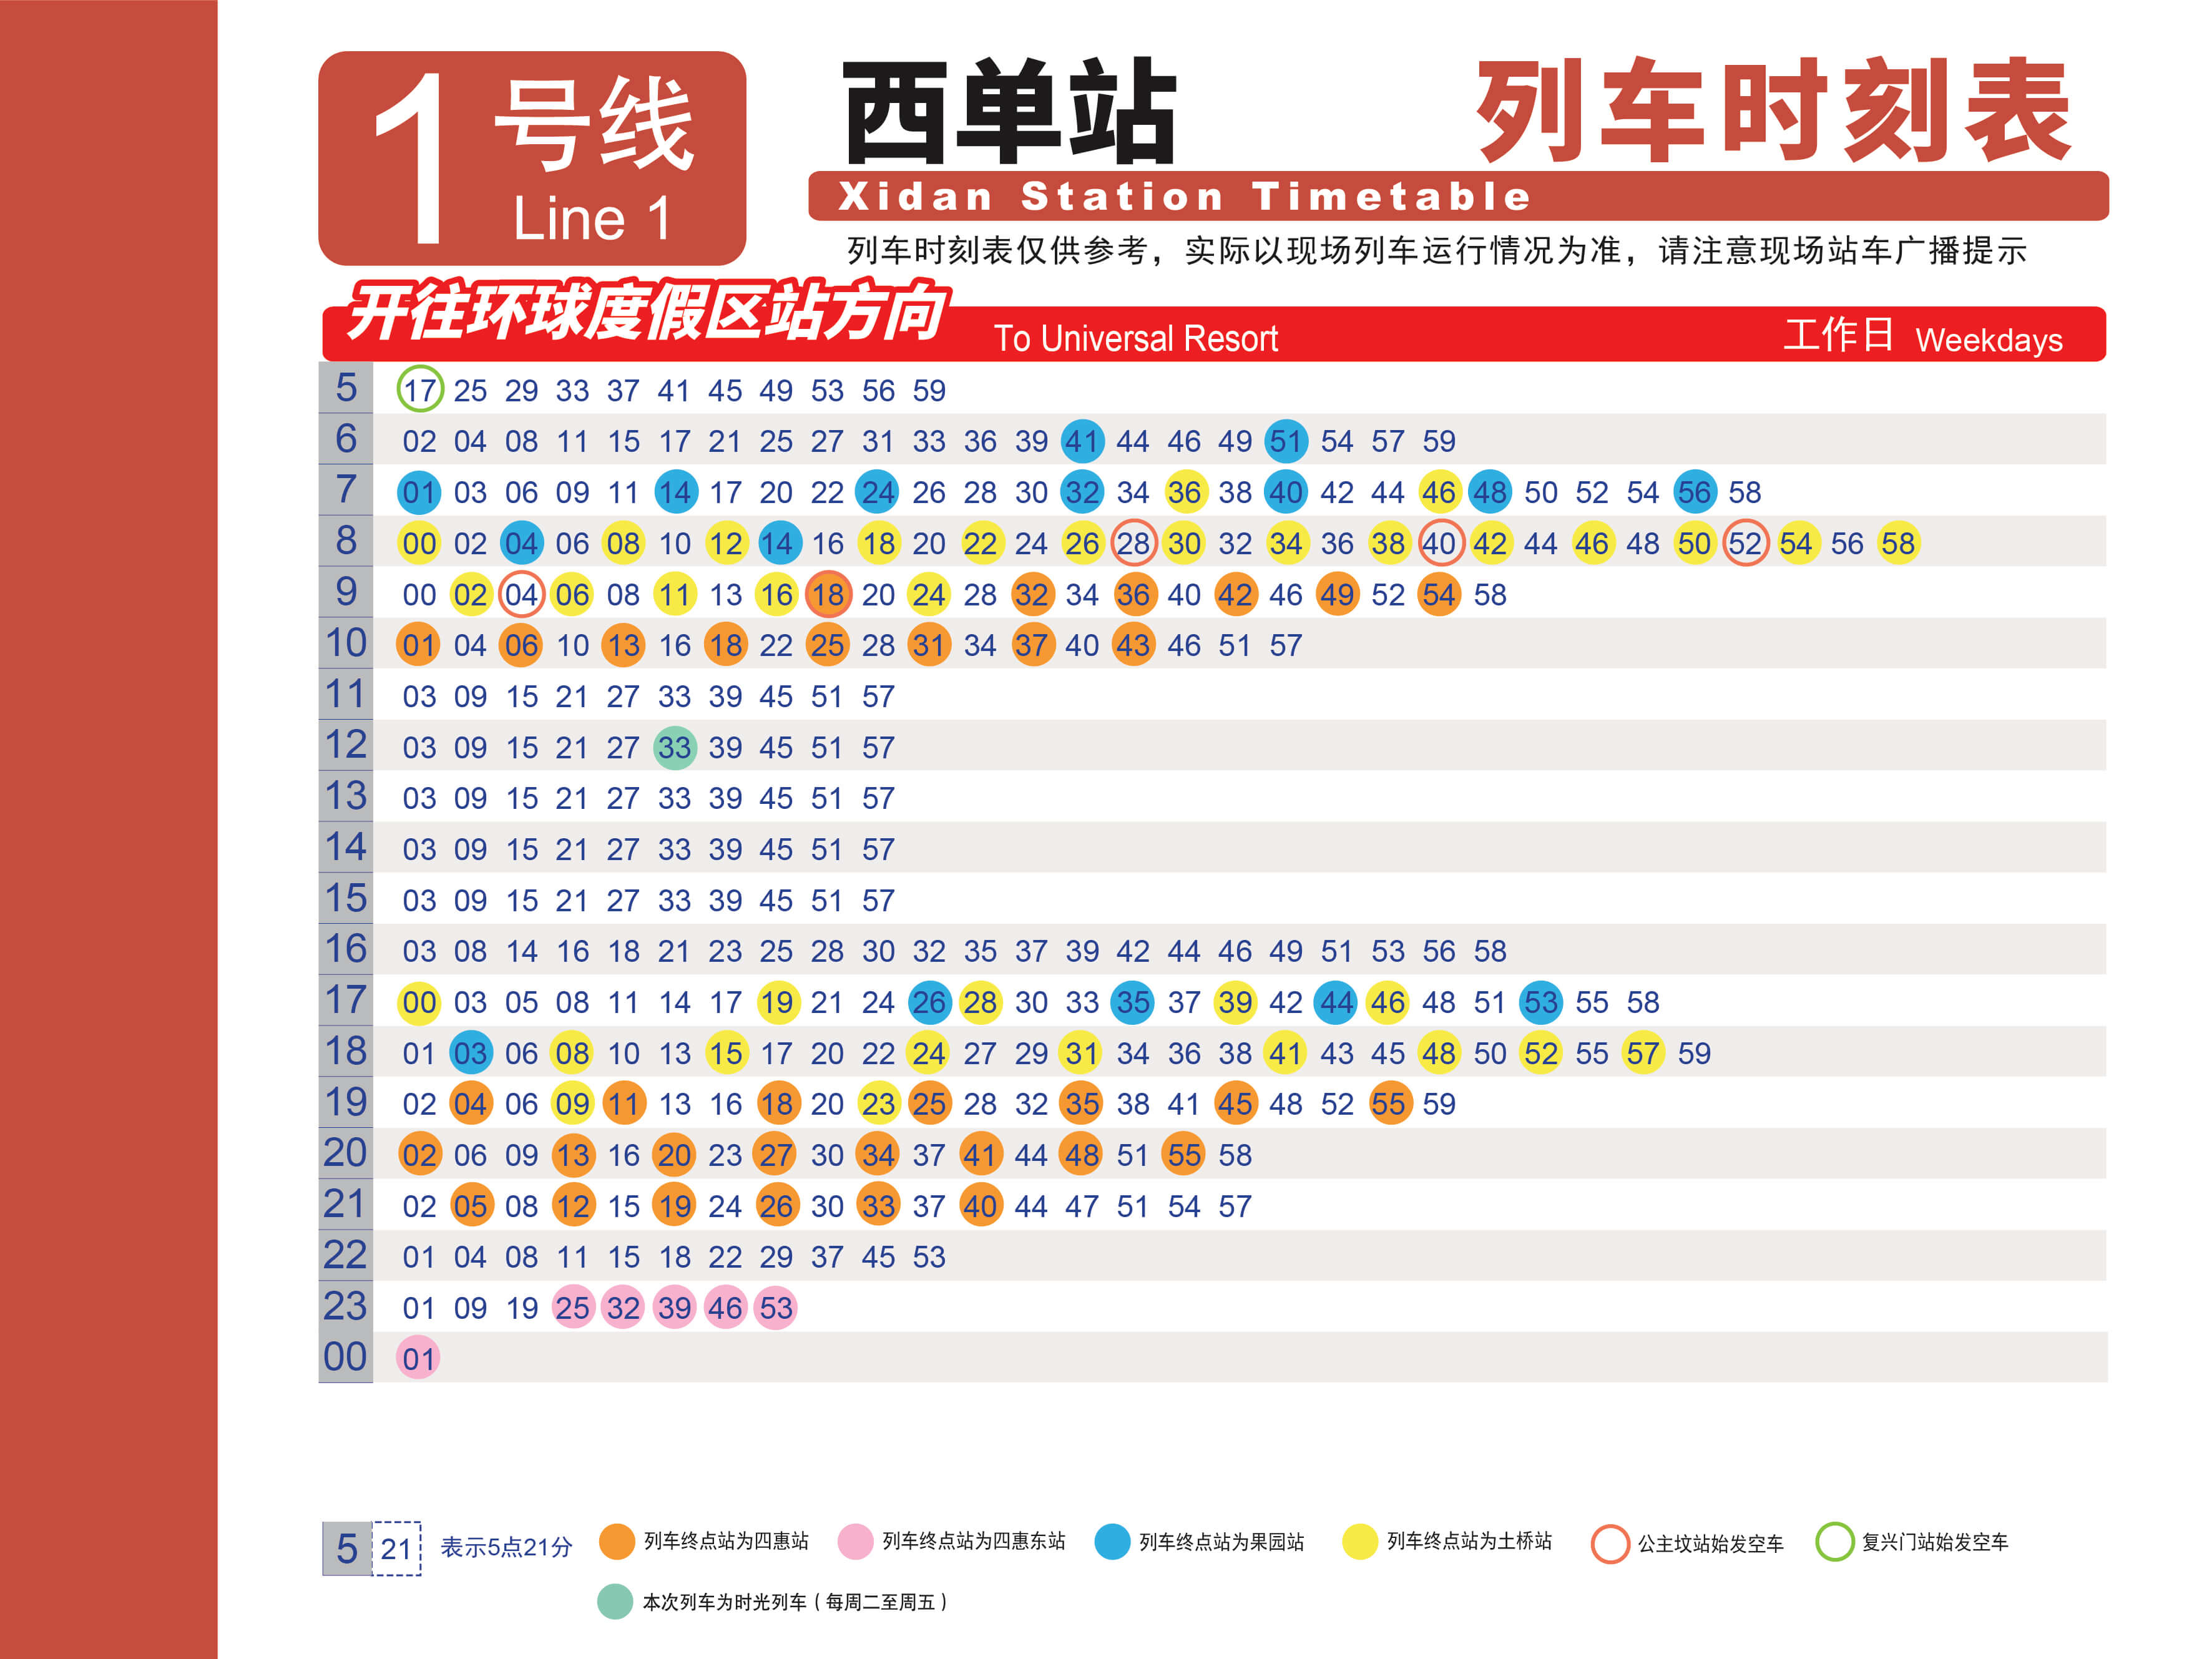 1号线
Line 1
西单站 列车时刻表
Xidan Station Timetable
列车时刻表仅供参考，实际以现场列车运行情况为准，请注意现场站车广播提示
开往环球度假区站方向 To Universal Resort 工作日 Weekdays
5 17 25 29 33 37 41 45 49 53 56 59
6 02 04 08 11 15 17 21 25 27 31 33 36 39 41 44 46 49 51 54 57 59
7 01 03 06 09 11 14 17 20 22 24 26 28 30 32 34 36 38 40 42 44 46 48 50 52 54 56 58
8 00 02 04 06 08 10 12 14 16 18 20 22 24 26 28 30 32 34 36 38 40 42 44 46 48 50 52 54 56 58
9 00 02 04 06 08 11 13 16 18 20 24 28 32 34 36 40 42 46 49 52 54 58
10 01 04 06 10 13 16 18 22 25 28 31 34 37 40 43 46 51 57
11 03 09 15 21 27 33 39 45 51 57
12 03 09 15 21 27 33 39 45 51 57
13 03 09 15 21 27 33 39 45 51 57
14 03 09 15 21 27 33 39 45 51 57
15 03 09 15 21 27 33 39 45 51 57
16 03 08 14 16 18 21 23 25 28 30 32 35 37 39 42 44 46 49 51 53 56 58
17 00 03 05 08 11 14 17 19 21 24 26 28 30 33 35 37 39 42 44 46 48 51 53 55 58
18 01 03 06 08 10 13 15 17 20 22 24 27 29 31 34 36 38 41 43 45 48 50 52 55 57 59
19 02 04 06 09 11 13 16 18 20 23 25 28 32 35 38 41 45 48 52 55 59
20 02 06 09 13 16 20 23 27 30 34 37 41 44 48 51 55 58
21 02 05 08 12 15 19 24 26 30 33 37 40 44 47 51 54 57
22 01 04 08 11 15 18 22 29 37 45 53
23 01 09 19 25 32 39 46 53
00 01
5 21 表示5点21分 列车终点站为四惠站 列车终点站为四惠东站 列车终点站为果园站 列车终点站为土桥站 公主坟站始发空车 复兴门站始发空车
本次列车为时光列车（每周二至周五）